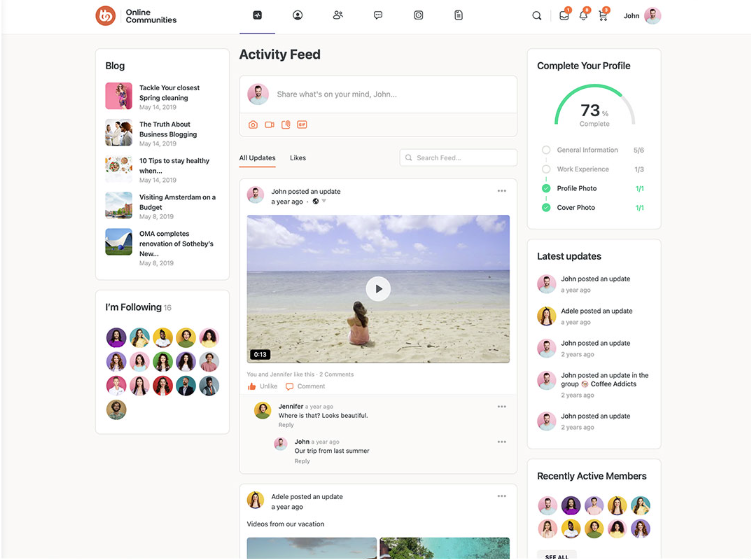 Online
Communities
1
6
3
John
Blog
Tackle Your closest
Spring cleaning
May 14, 2019
The Truth About
Business Blogging
May 14, 2019
10 Tips to stay healthy
when...
May 14, 2019
Visiting Amsterdam on a
Budget
May 8, 2019
OMA completes
renovation of Sotheby's
New...
May 8, 2019
I'm Following 16
Activity Feed
Share what's on your mind, John...
GIF
All Updates
Likes
Search Feed...
John posted an update
a year ago
0:13
You and Jennifer like this · 2 Comments
Unlike
Comment
Jennifer a year ago
Where is that? Looks beautiful.
Reply
John a year ago
Our trip from last summer
Reply
Adele posted an update
a year ago
Videos from our vacation
Complete Your Profile
73 %
Complete
General Information 5/6
Work Experience 1/3
Profile Photo 1/1
Cover Photo 1/1
Latest updates
John posted an update
a year ago
Adele posted an update
a year ago
John posted an update
2 years ago
John posted an update in the
group Coffee Addicts
2 years ago
John posted an update
2 years ago
Recently Active Members
SEE ALL